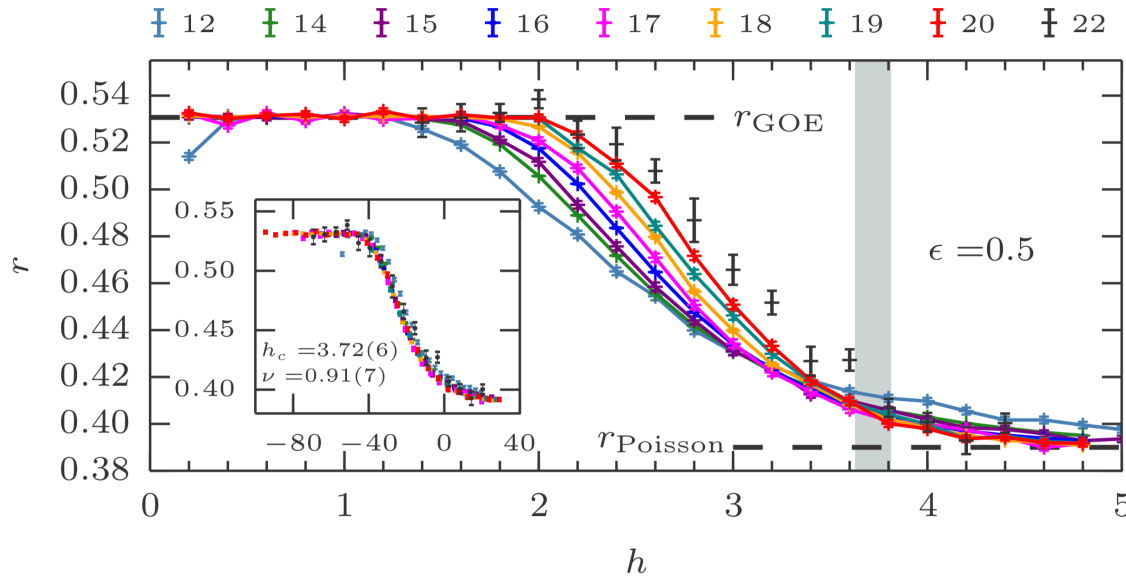 12 14 15 16 17 18 19 20 22
0.54
0.52
0.50
0.48
0.46
0.44
0.42
0.40
0.38
r
r_GOE
ϵ =0.5
r_Poisson
0.55
0.50
0.45
0.40
h_c =3.72(6)
ν =0.91(7)
−80 −40 0 40
0 1 2 3 4 5
h